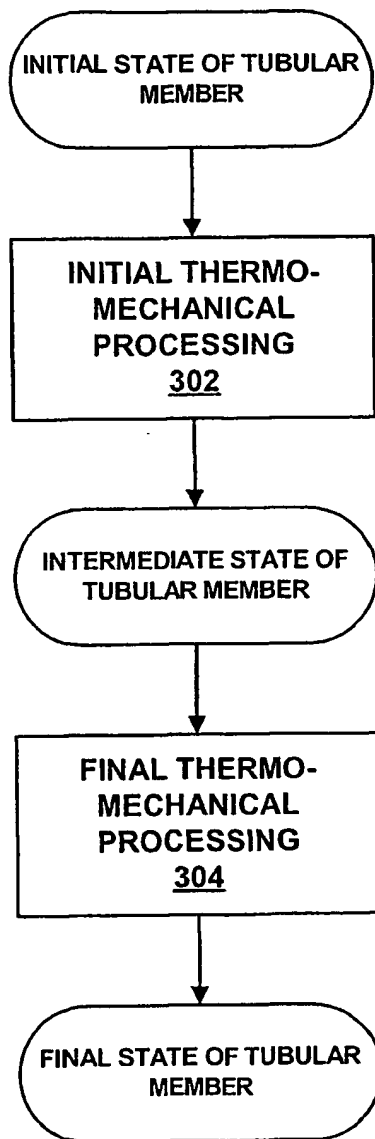 INITIAL STATE OF TUBULAR
MEMBER
INITIAL THERMO-
MECHANICAL
PROCESSING
302
INTERMEDIATE STATE OF
TUBULAR MEMBER
FINAL THERMO-
MECHANICAL
PROCESSING
304
FINAL STATE OF TUBULAR
MEMBER